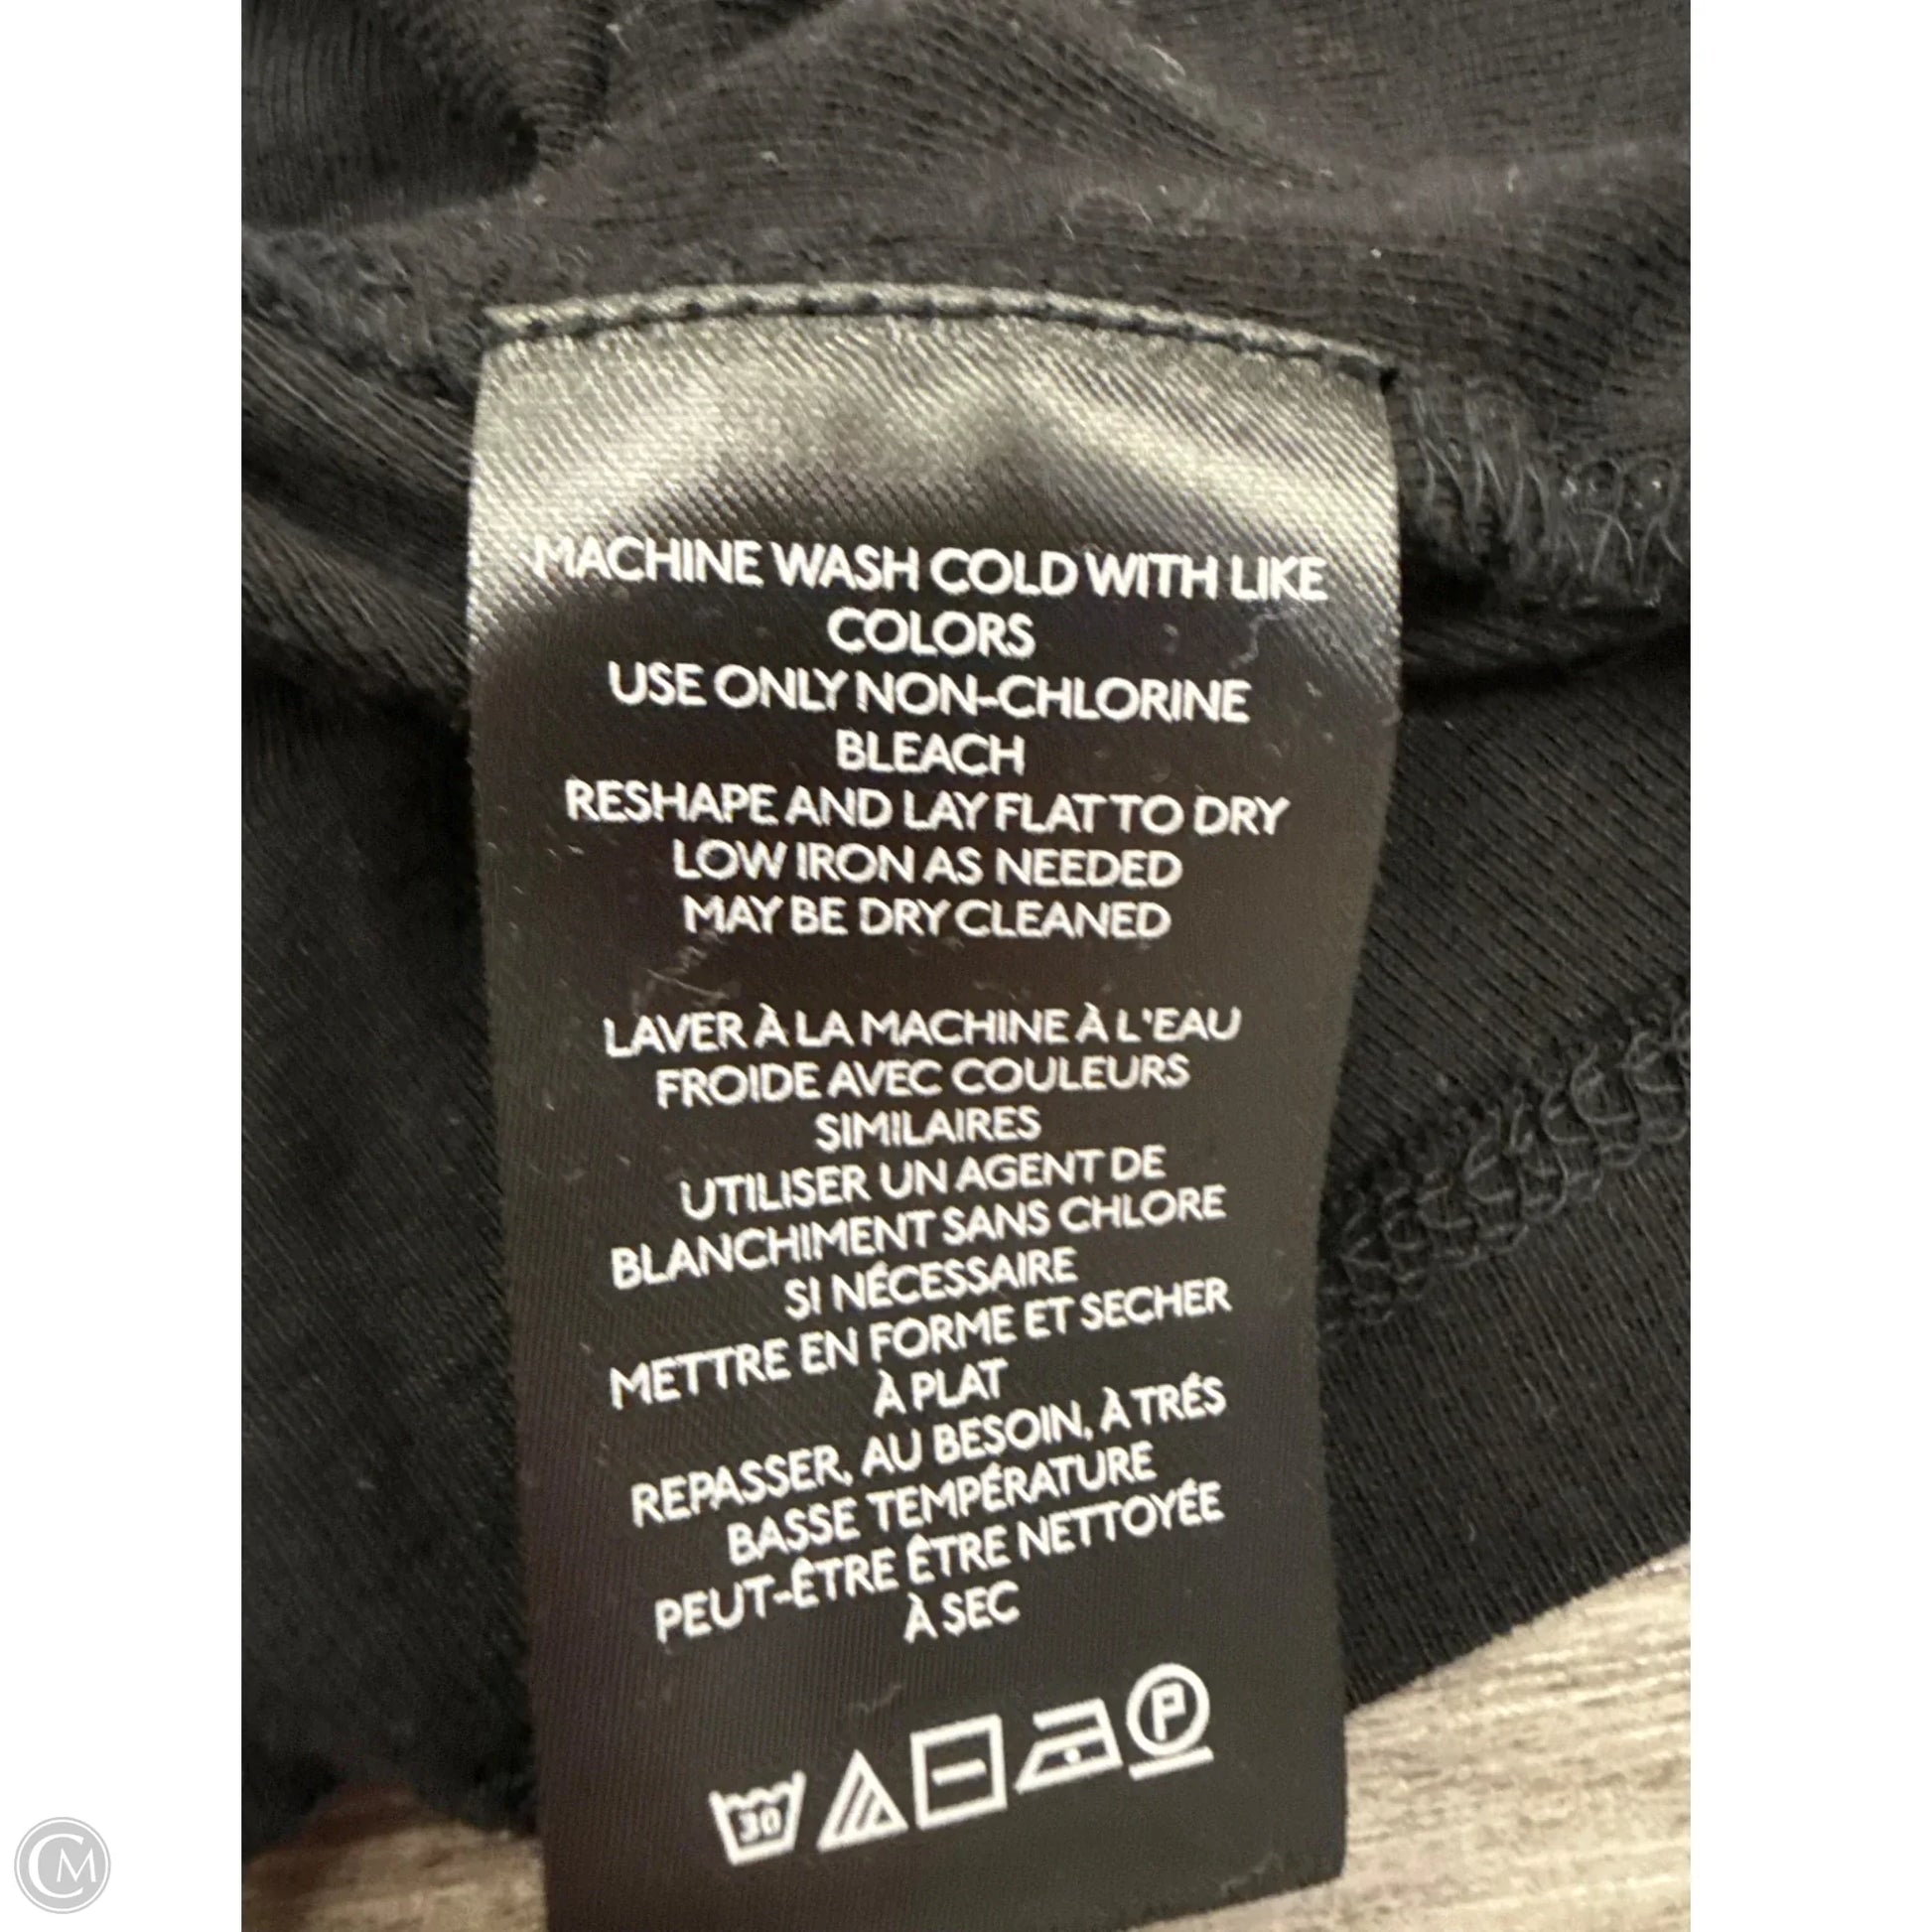 MACHINE WASH COLD WITH LIKE
COLORS
USE ONLY NON-CHLORINE
BLEACH
RESHAPE AND LAY FLAT TO DRY
LOW IRON AS NEEDED
MAY BE DRY CLEANED
LAVER À LA MACHINE À L'EAU
FROIDE AVEC COULEURS
SIMILAIRES
UTILISER UN AGENT DE
BLANCHIMENT SANS CHLORE
SI NÉCESSAIRE
METTRE EN FORME ET SECHER
À PLAT
REPASSER, AU BESOIN, À TRÉS
BASSE TEMPÉRATURE
PEUT-ÊTRE ÊTRE NETTOYÉE
À SEC
30 P
CM